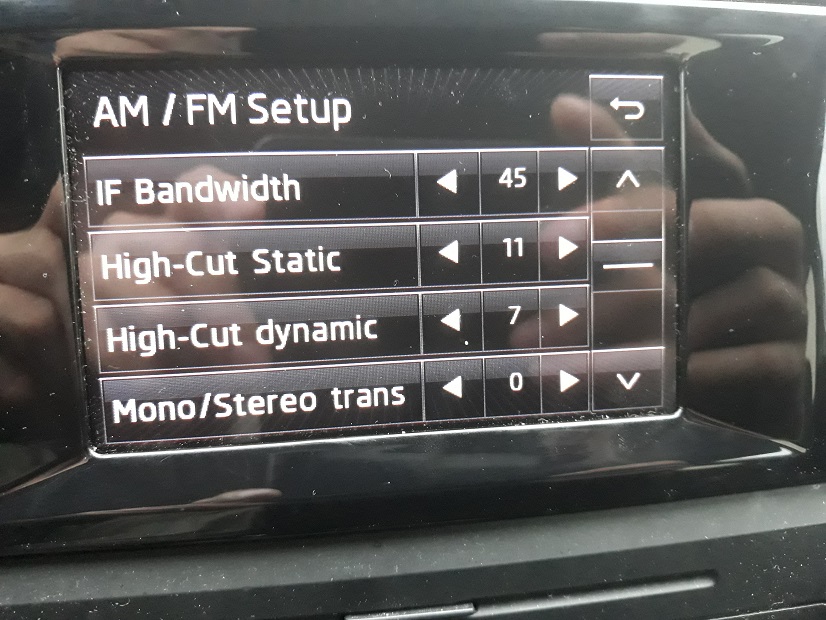 AM / FM Setup
IF Bandwidth 45
High-Cut Static 11
High-Cut dynamic 7
Mono/Stereo trans 0